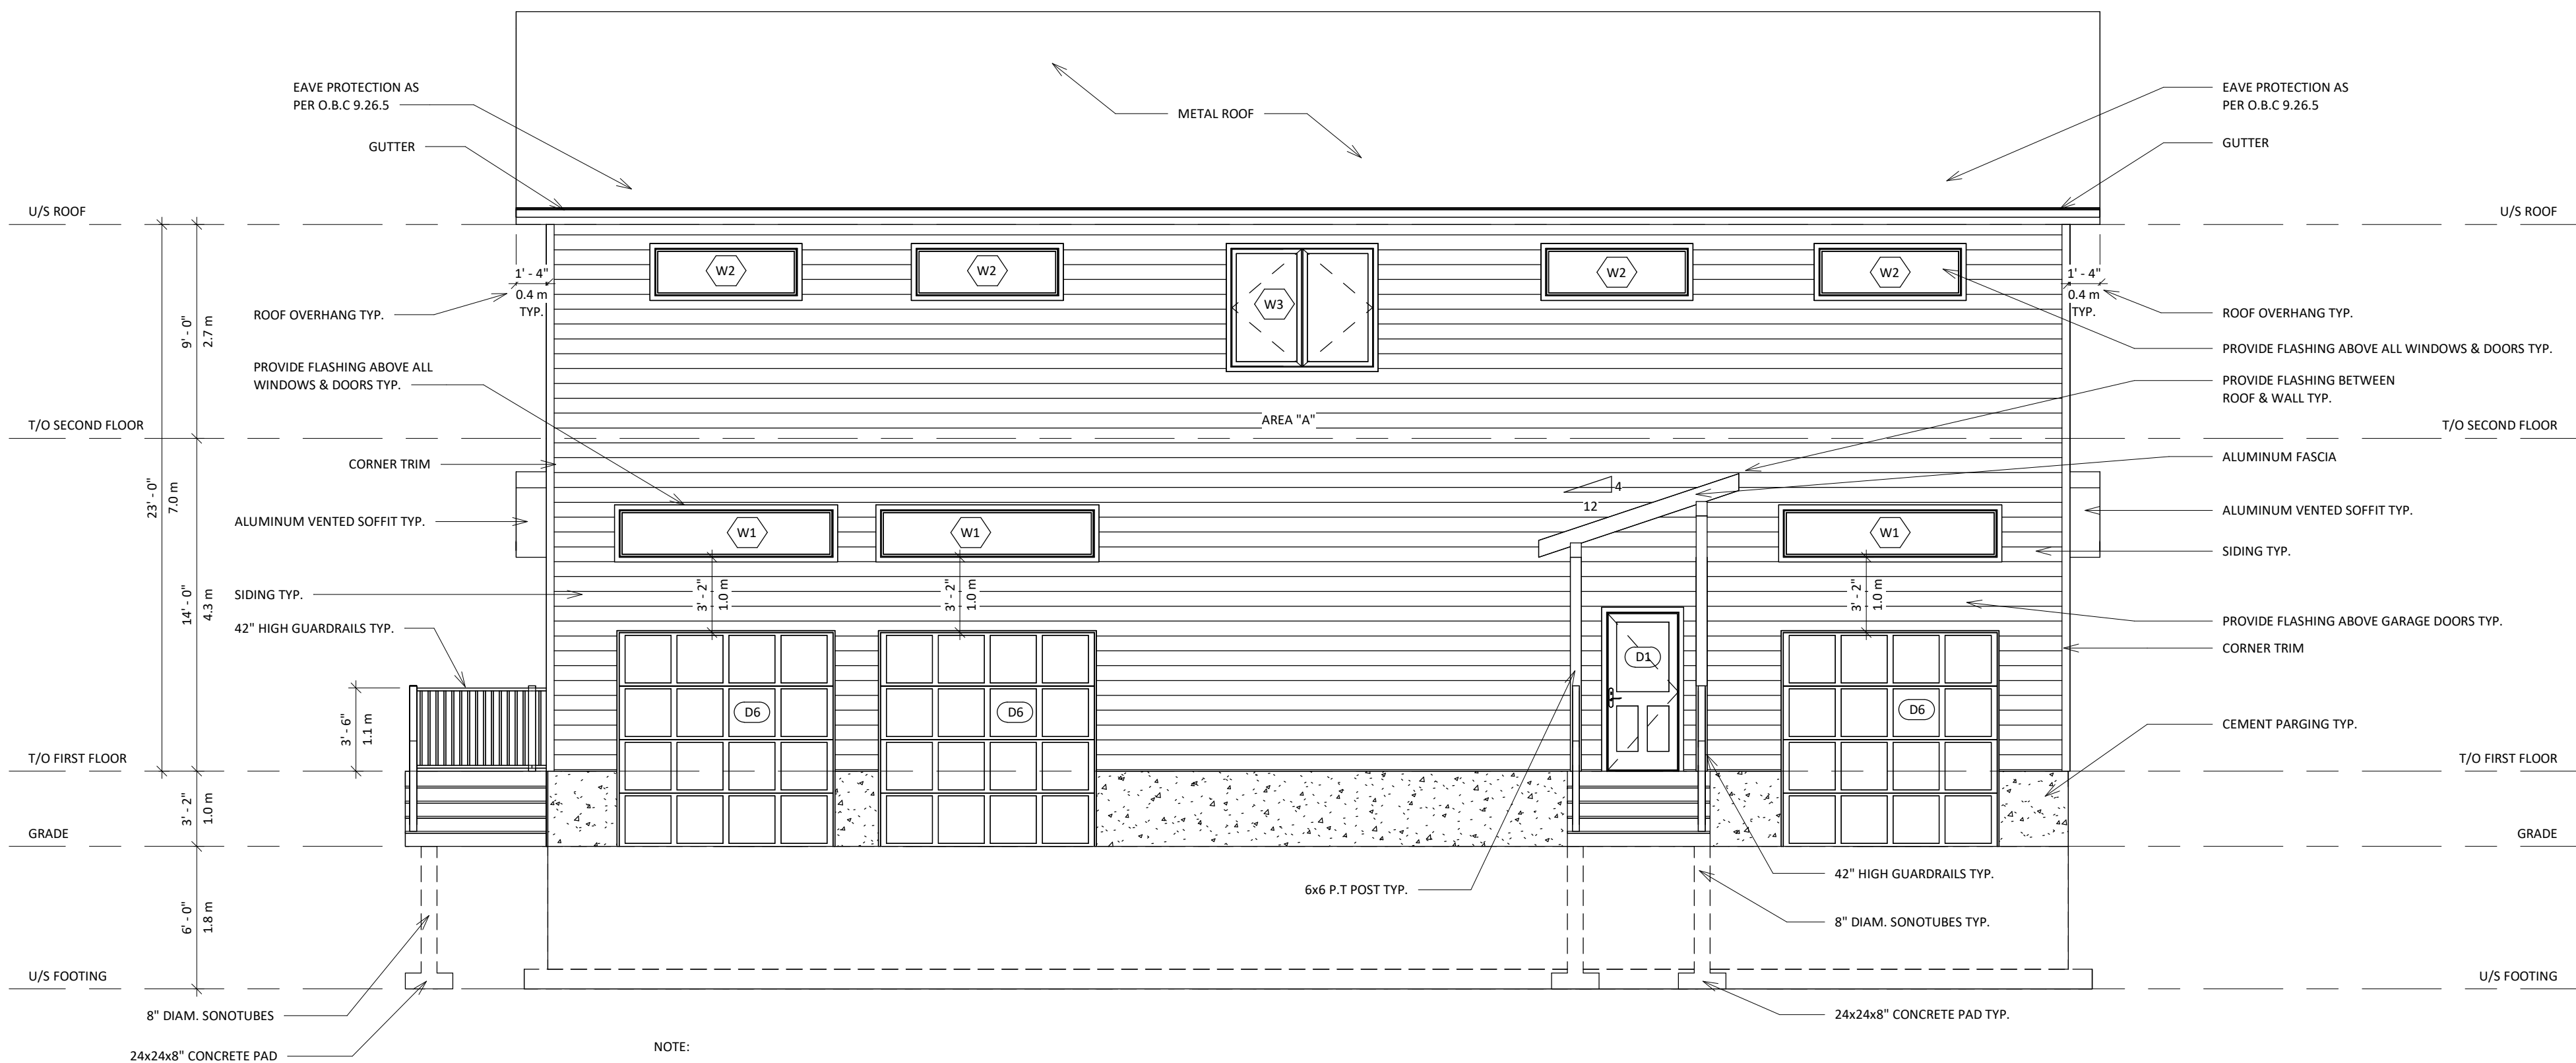 EAVE PROTECTION AS
PER O.B.C 9.26.5
GUTTER
METAL ROOF
EAVE PROTECTION AS
PER O.B.C 9.26.5
GUTTER
U/S ROOF
U/S ROOF
W2
W2
W3
W2
W2
1' - 4"
0.4 m
TYP.
1' - 4"
0.4 m
TYP.
ROOF OVERHANG TYP.
ROOF OVERHANG TYP.
9' - 0"
2.7 m
PROVIDE FLASHING ABOVE ALL WINDOWS & DOORS TYP.
PROVIDE FLASHING ABOVE ALL
WINDOWS & DOORS TYP.
PROVIDE FLASHING BETWEEN
ROOF & WALL TYP.
AREA "A"
T/O SECOND FLOOR
T/O SECOND FLOOR
CORNER TRIM
ALUMINUM FASCIA
23' - 0"
7.0 m
4
12
ALUMINUM VENTED SOFFIT TYP.
ALUMINUM VENTED SOFFIT TYP.
W1
W1
W1
SIDING TYP.
SIDING TYP.
14' - 0"
4.3 m
3' - 2"
1.0 m
3' - 2"
1.0 m
3' - 2"
1.0 m
42" HIGH GUARDRAILS TYP.
PROVIDE FLASHING ABOVE GARAGE DOORS TYP.
CORNER TRIM
D1
D6
D6
D6
3' - 6"
1.1 m
CEMENT PARGING TYP.
T/O FIRST FLOOR
T/O FIRST FLOOR
3' - 2"
1.0 m
GRADE
GRADE
6x6 P.T POST TYP.
42" HIGH GUARDRAILS TYP.
6' - 0"
1.8 m
8" DIAM. SONOTUBES TYP.
U/S FOOTING
U/S FOOTING
8" DIAM. SONOTUBES
24x24x8" CONCRETE PAD TYP.
24x24x8" CONCRETE PAD
NOTE: